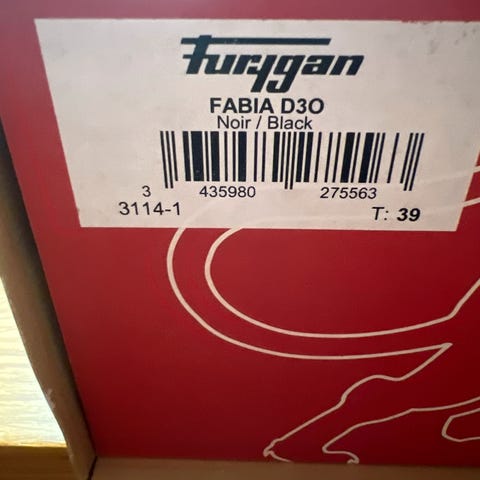 Furygan
FABIA D3O
Noir / Black
3 435980 275563
3114-1 T: 39